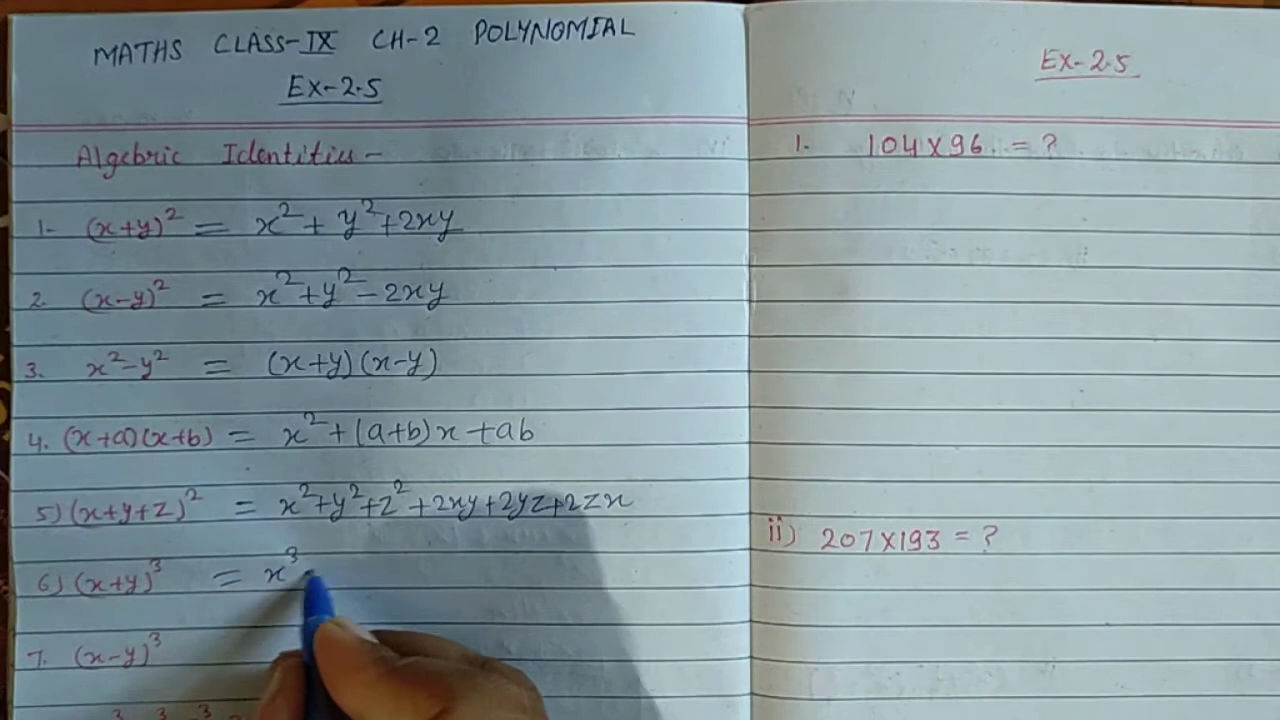 MATHS CLASS-IX CH-2 POLYNOMIAL
Ex-2.5
Algebric Identities -
1- (x+y)² = x² + y² + 2xy
2. (x-y)² = x² + y² - 2xy
3. x² - y² = (x+y) (x-y)
4. (x+a)(x+b) = x² + (a+b)x + ab
5) (x+y+z)² = x² + y² + z² + 2xy + 2yz + 2zx
6) (x+y)³ = x³
7. (x-y)³
Ex-2.5
1. 104 x 96 = ?
ii) 207 x 193 = ?